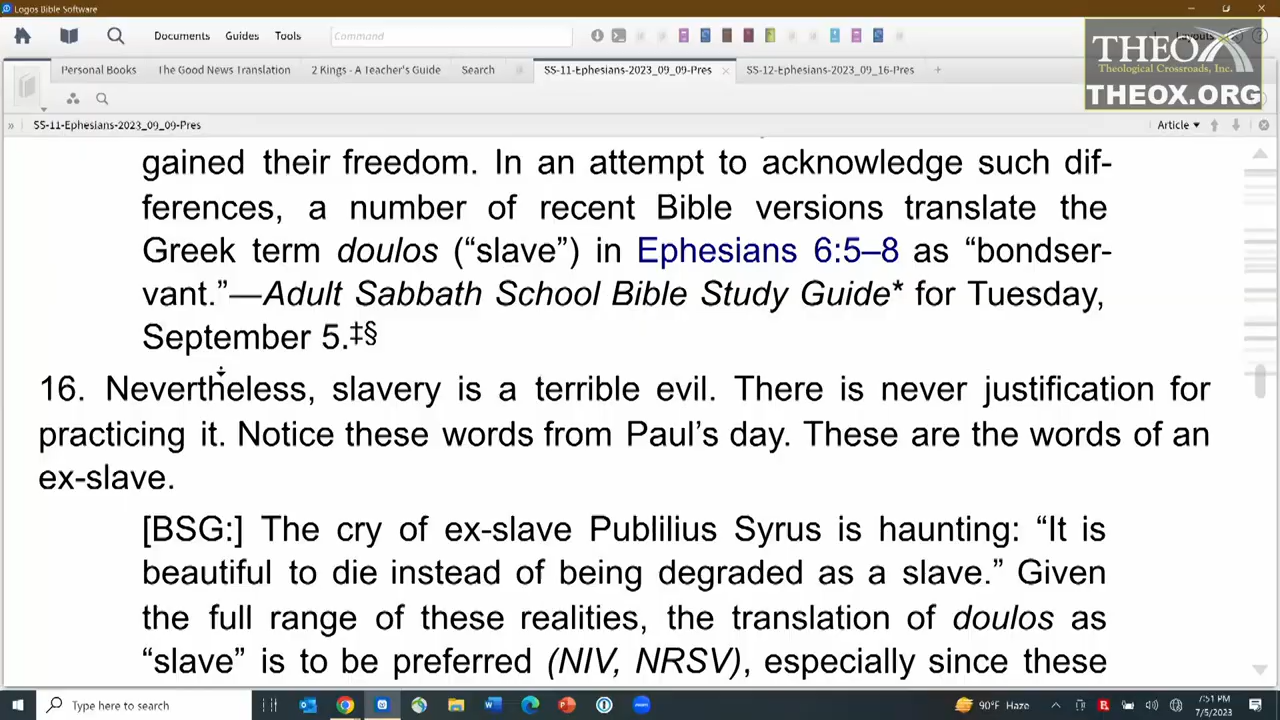 Logos Bible Software
Documents Guides Tools Command Layouts
THEOX
Theological Crossroads, Inc.
THEOX.ORG
Personal Books The Good News Translation 2 Kings - A Teacher's SS-11-Ephesians-2023_09_09-Pres SS-12-Ephesians-2023_09_16-Pres
SS-11-Ephesians-2023_09_09-Pres Article
gained their freedom. In an attempt to acknowledge such dif-
ferences, a number of recent Bible versions translate the
Greek term doulos (“slave”) in Ephesians 6:5–8 as “bondser-
vant.”—Adult Sabbath School Bible Study Guide* for Tuesday,
September 5.‡§
16. Nevertheless, slavery is a terrible evil. There is never justification for
practicing it. Notice these words from Paul’s day. These are the words of an
ex-slave.
[BSG:] The cry of ex-slave Publilius Syrus is haunting: “It is
beautiful to die instead of being degraded as a slave.” Given
the full range of these realities, the translation of doulos as
“slave” is to be preferred (NIV, NRSV), especially since these
Type here to search 90°F Haze 7:51 PM
7/5/2023